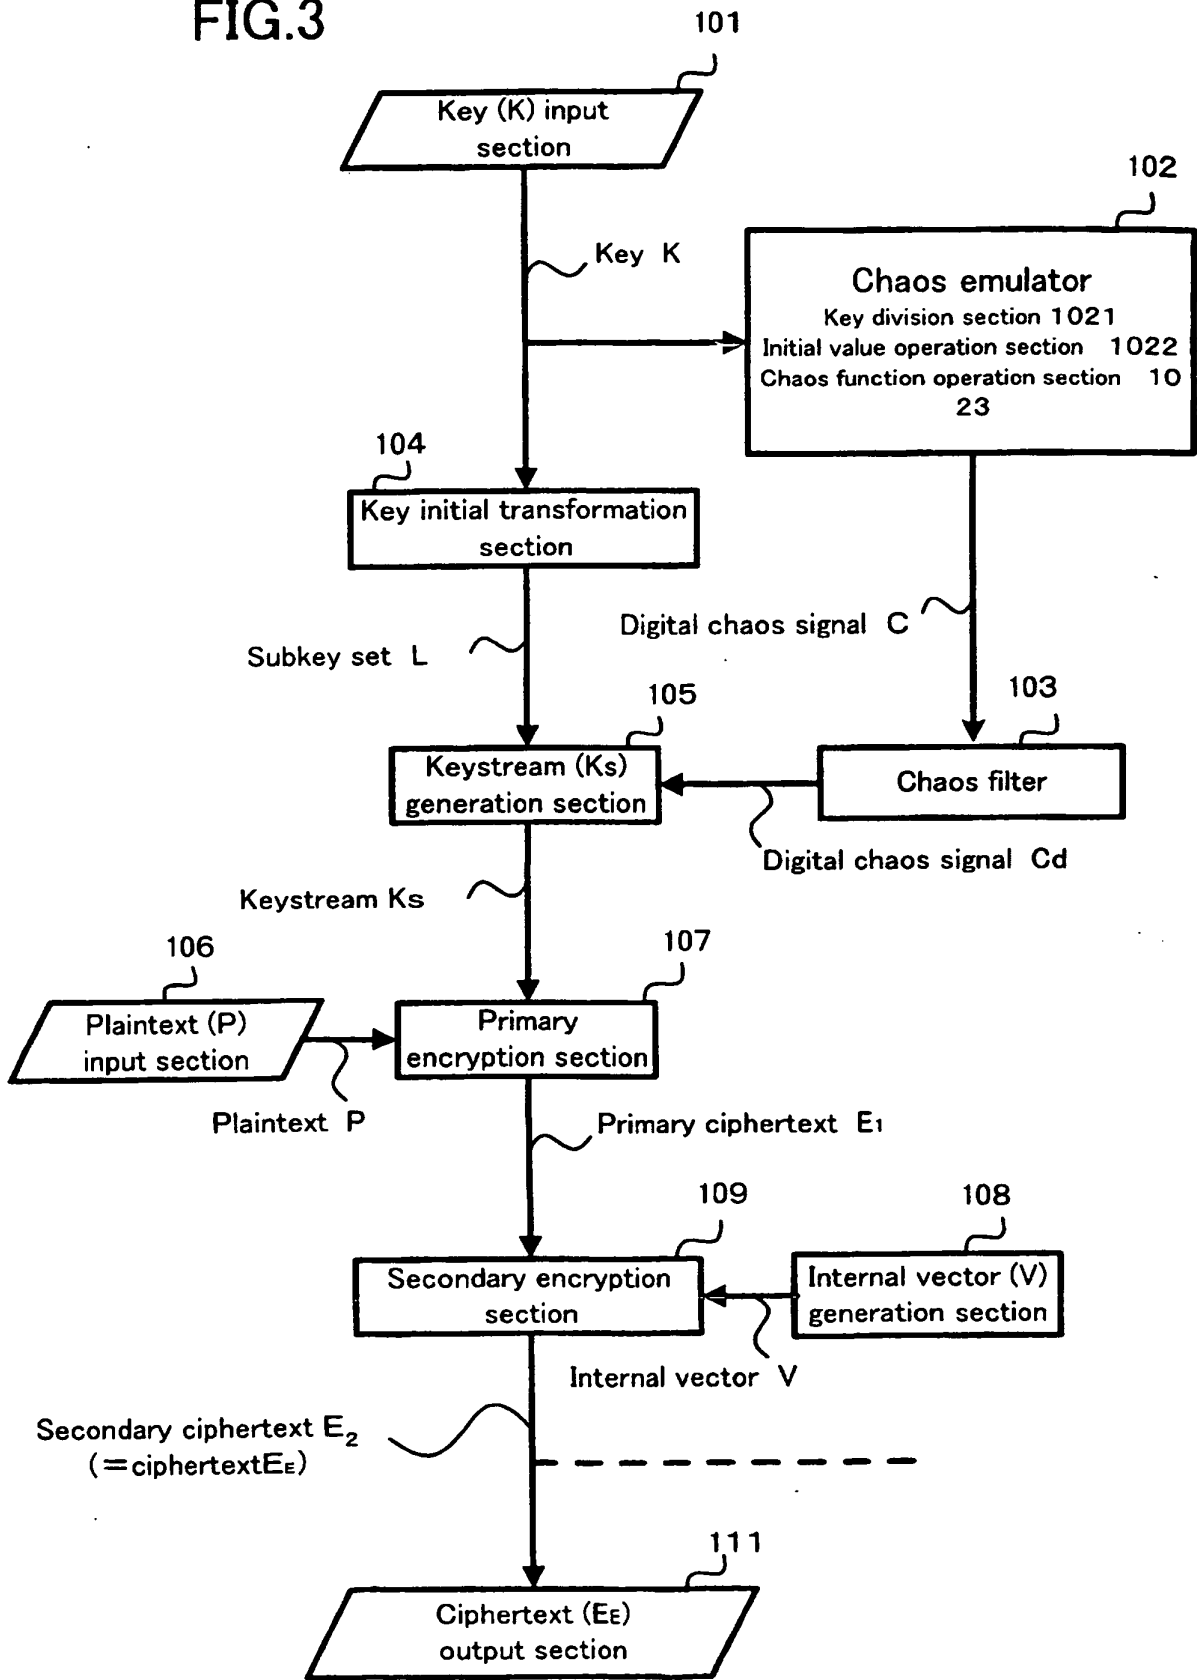 FIG.3
101
Key (K) input
section
102
Key K
Chaos emulator
Key division section 1021
Initial value operation section 1022
Chaos function operation section 10
23
104
Key initial transformation
section
Digital chaos signal C
Subkey set L
105
103
Keystream (Ks)
generation section
Chaos filter
Digital chaos signal Cd
Keystream Ks
106
107
Plaintext (P)
input section
Primary
encryption section
Plaintext P
Primary ciphertext E1
109
108
Secondary encryption
section
Internal vector (V)
generation section
Internal vector V
Secondary ciphertext E2
(=ciphertextEE)
111
Ciphertext (EE)
output section